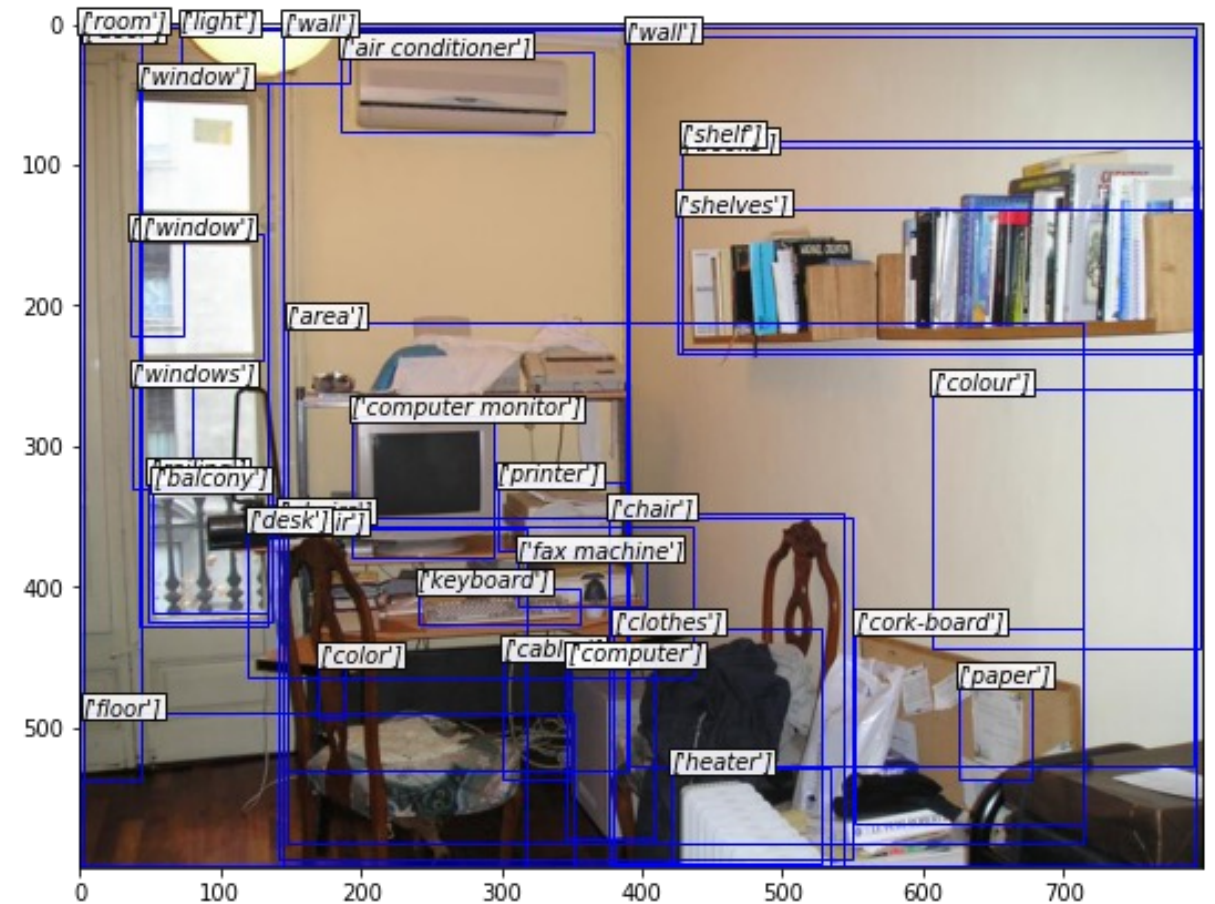 0
['room']
['light']
['wall']
['wall']
['air conditioner']
['window']
100
['shelf']
['window']
['shelves']
200
['area']
['windows']
['colour']
['computer monitor']
300
['balcony']
['printer']
['chair']
['desk']
['fax machine']
400
['keyboard']
['clothes']
['cork-board']
['color']
['computer']
['paper']
['floor']
500
['heater']
0 100 200 300 400 500 600 700